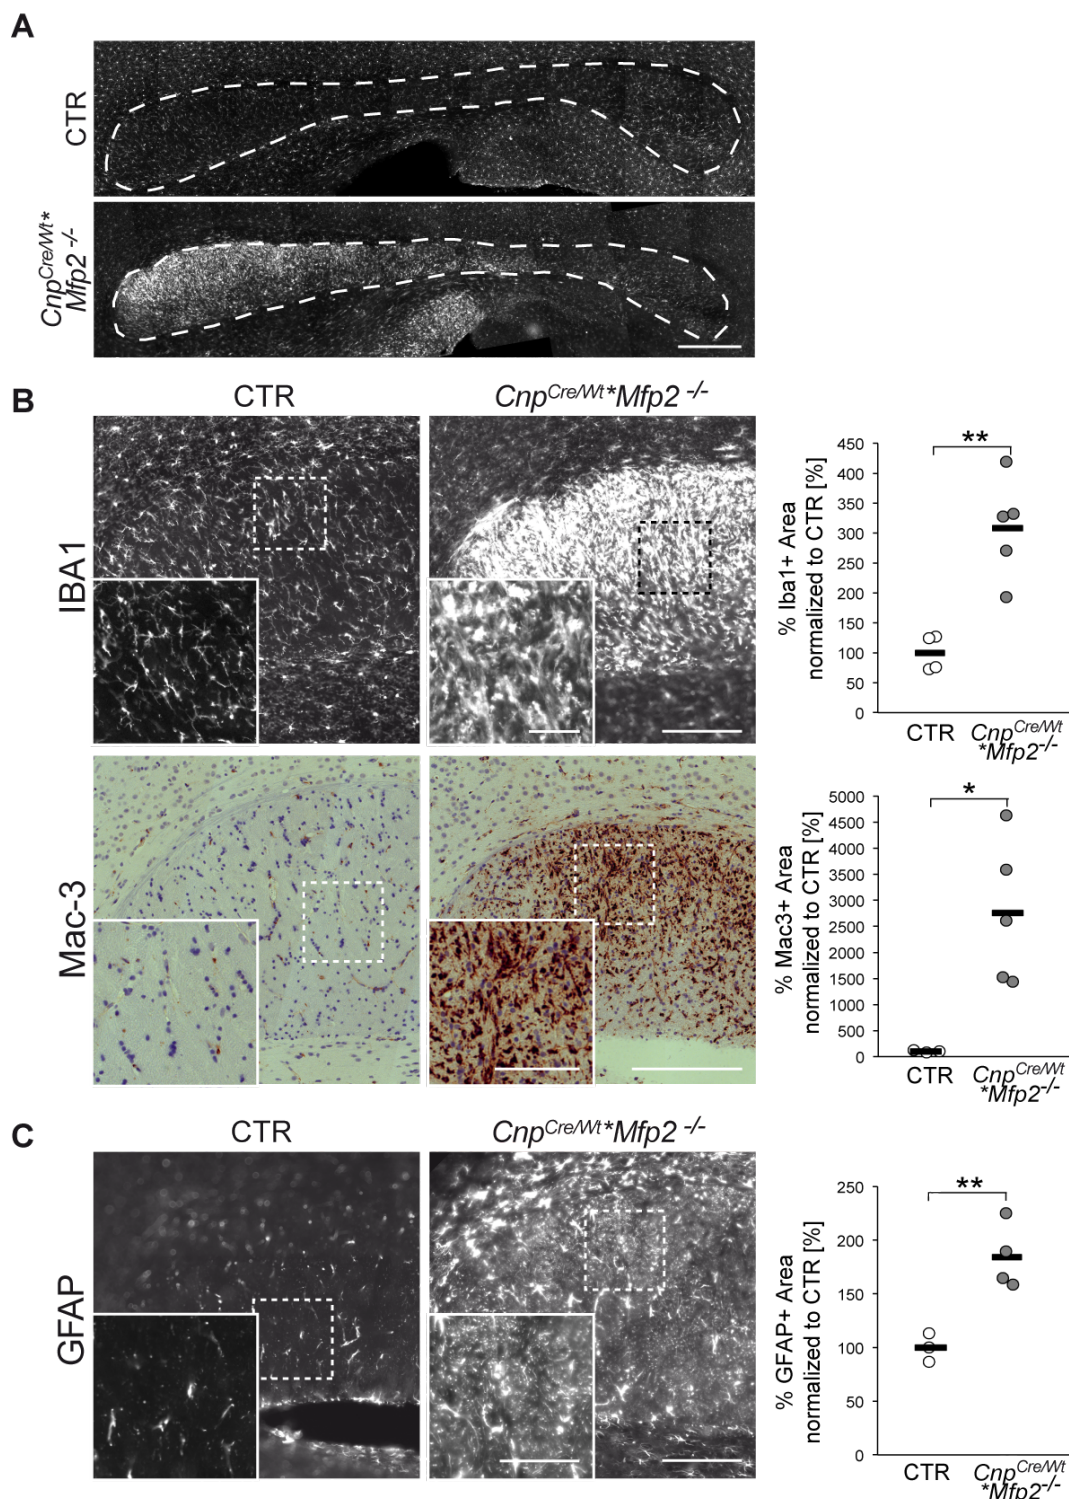 A
CTR
Cnp^Cre/Wt*
Mfp2^-/-
B
CTR
Cnp^Cre/Wt*Mfp2^-/-
IBA1
% Iba1+ Area
normalized to CTR [%]
450
400
350
300
250
200
150
100
50
0
**
CTR
Cnp^Cre/Wt
*Mfp2^-/-
Mac-3
% Mac3+ Area
normalized to CTR [%]
5000
4500
4000
3500
3000
2500
2000
1500
1000
500
0
*
CTR
Cnp^Cre/Wt
*Mfp2^-/-
C
CTR
Cnp^Cre/Wt*Mfp2^-/-
GFAP
% GFAP+ Area
normalized to CTR [%]
250
200
150
100
50
0
**
CTR
Cnp^Cre/Wt
*Mfp2^-/-